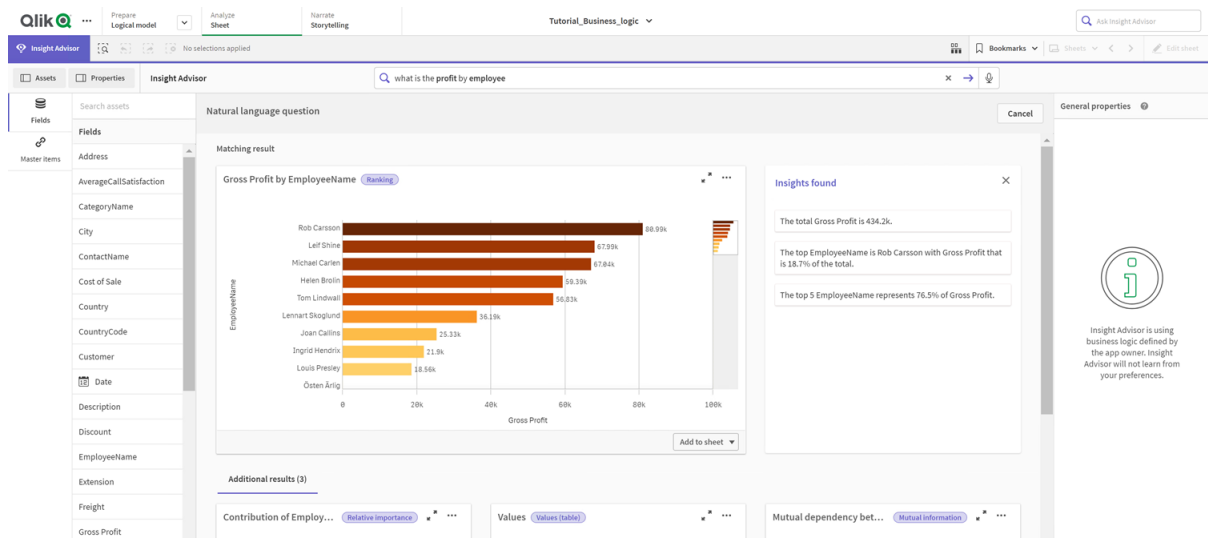 Qlik
Prepare
Logical model
Analyze
Sheet
Narrate
Storytelling
Tutorial_Business_logic
Ask Insight Advisor
Insight Advisor
No selections applied
Bookmarks
Sheets
Edit sheet
Assets
Properties
Insight Advisor
what is the profit by employee
Fields
Master items
Search assets
Fields
Address
AverageCallSatisfaction
CategoryName
City
ContactName
Cost of Sale
Country
CountryCode
Customer
Date
Description
Discount
EmployeeName
Extension
Freight
Gross Profit
Natural language question
Cancel
Matching result
Gross Profit by EmployeeName Ranking
EmployeeName
Rob Carsson 80.99k
Leif Shine 67.99k
Michael Carlen 67.04k
Helen Brolin 59.39k
Tom Lindwall 56.83k
Lennart Skoglund 36.19k
Joan Callins 25.33k
Ingrid Hendrix 21.9k
Louis Presley 18.56k
Östen Ärlig
0 20k 40k 60k 80k 100k
Gross Profit
Add to sheet
Insights found
The total Gross Profit is 434.2k.
The top EmployeeName is Rob Carsson with Gross Profit that
is 18.7% of the total.
The top 5 EmployeeName represents 76.5% of Gross Profit.
Additional results (3)
Contribution of Employ... Relative importance
Values Values (table)
Mutual dependency bet... Mutual information
General properties
Insight Advisor is using
business logic defined by
the app owner. Insight
Advisor will not learn from
your preferences.